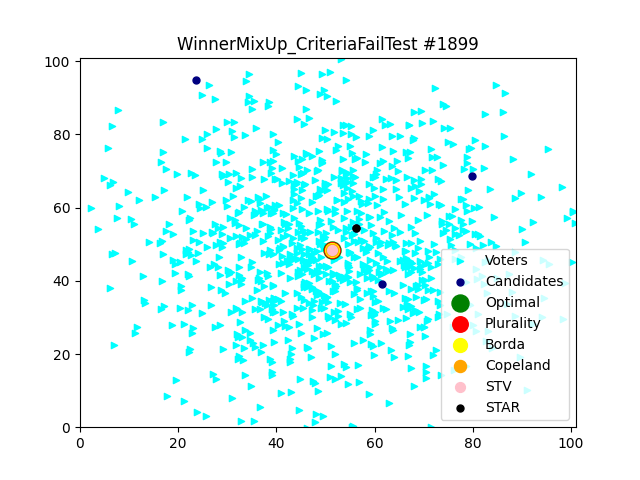 WinnerMixUp_CriteriaFailTest #1899
100
80
60
40
20
0
0 20 40 60 80 100
Voters
Candidates
Optimal
Plurality
Borda
Copeland
STV
STAR